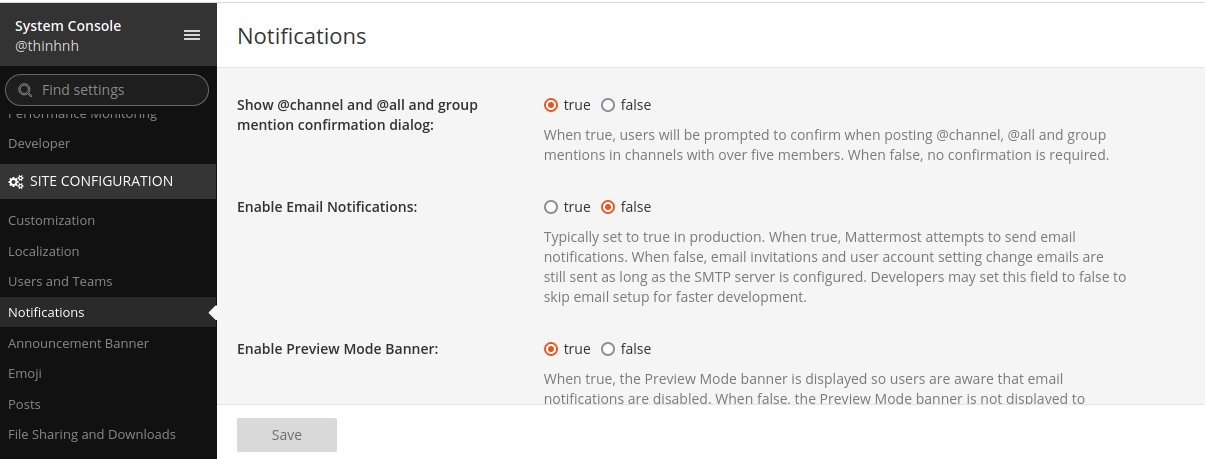 System Console
@thinhnh
Find settings
Performance Monitoring
Developer
SITE CONFIGURATION
Customization
Localization
Users and Teams
Notifications
Announcement Banner
Emoji
Posts
File Sharing and Downloads
Notifications
Show @channel and @all and group
mention confirmation dialog:
true false
When true, users will be prompted to confirm when posting @channel, @all and group
mentions in channels with over five members. When false, no confirmation is required.
Enable Email Notifications:
true false
Typically set to true in production. When true, Mattermost attempts to send email
notifications. When false, email invitations and user account setting change emails are
still sent as long as the SMTP server is configured. Developers may set this field to false to
skip email setup for faster development.
Enable Preview Mode Banner:
true false
When true, the Preview Mode banner is displayed so users are aware that email
notifications are disabled. When false, the Preview Mode banner is not displayed to
Save